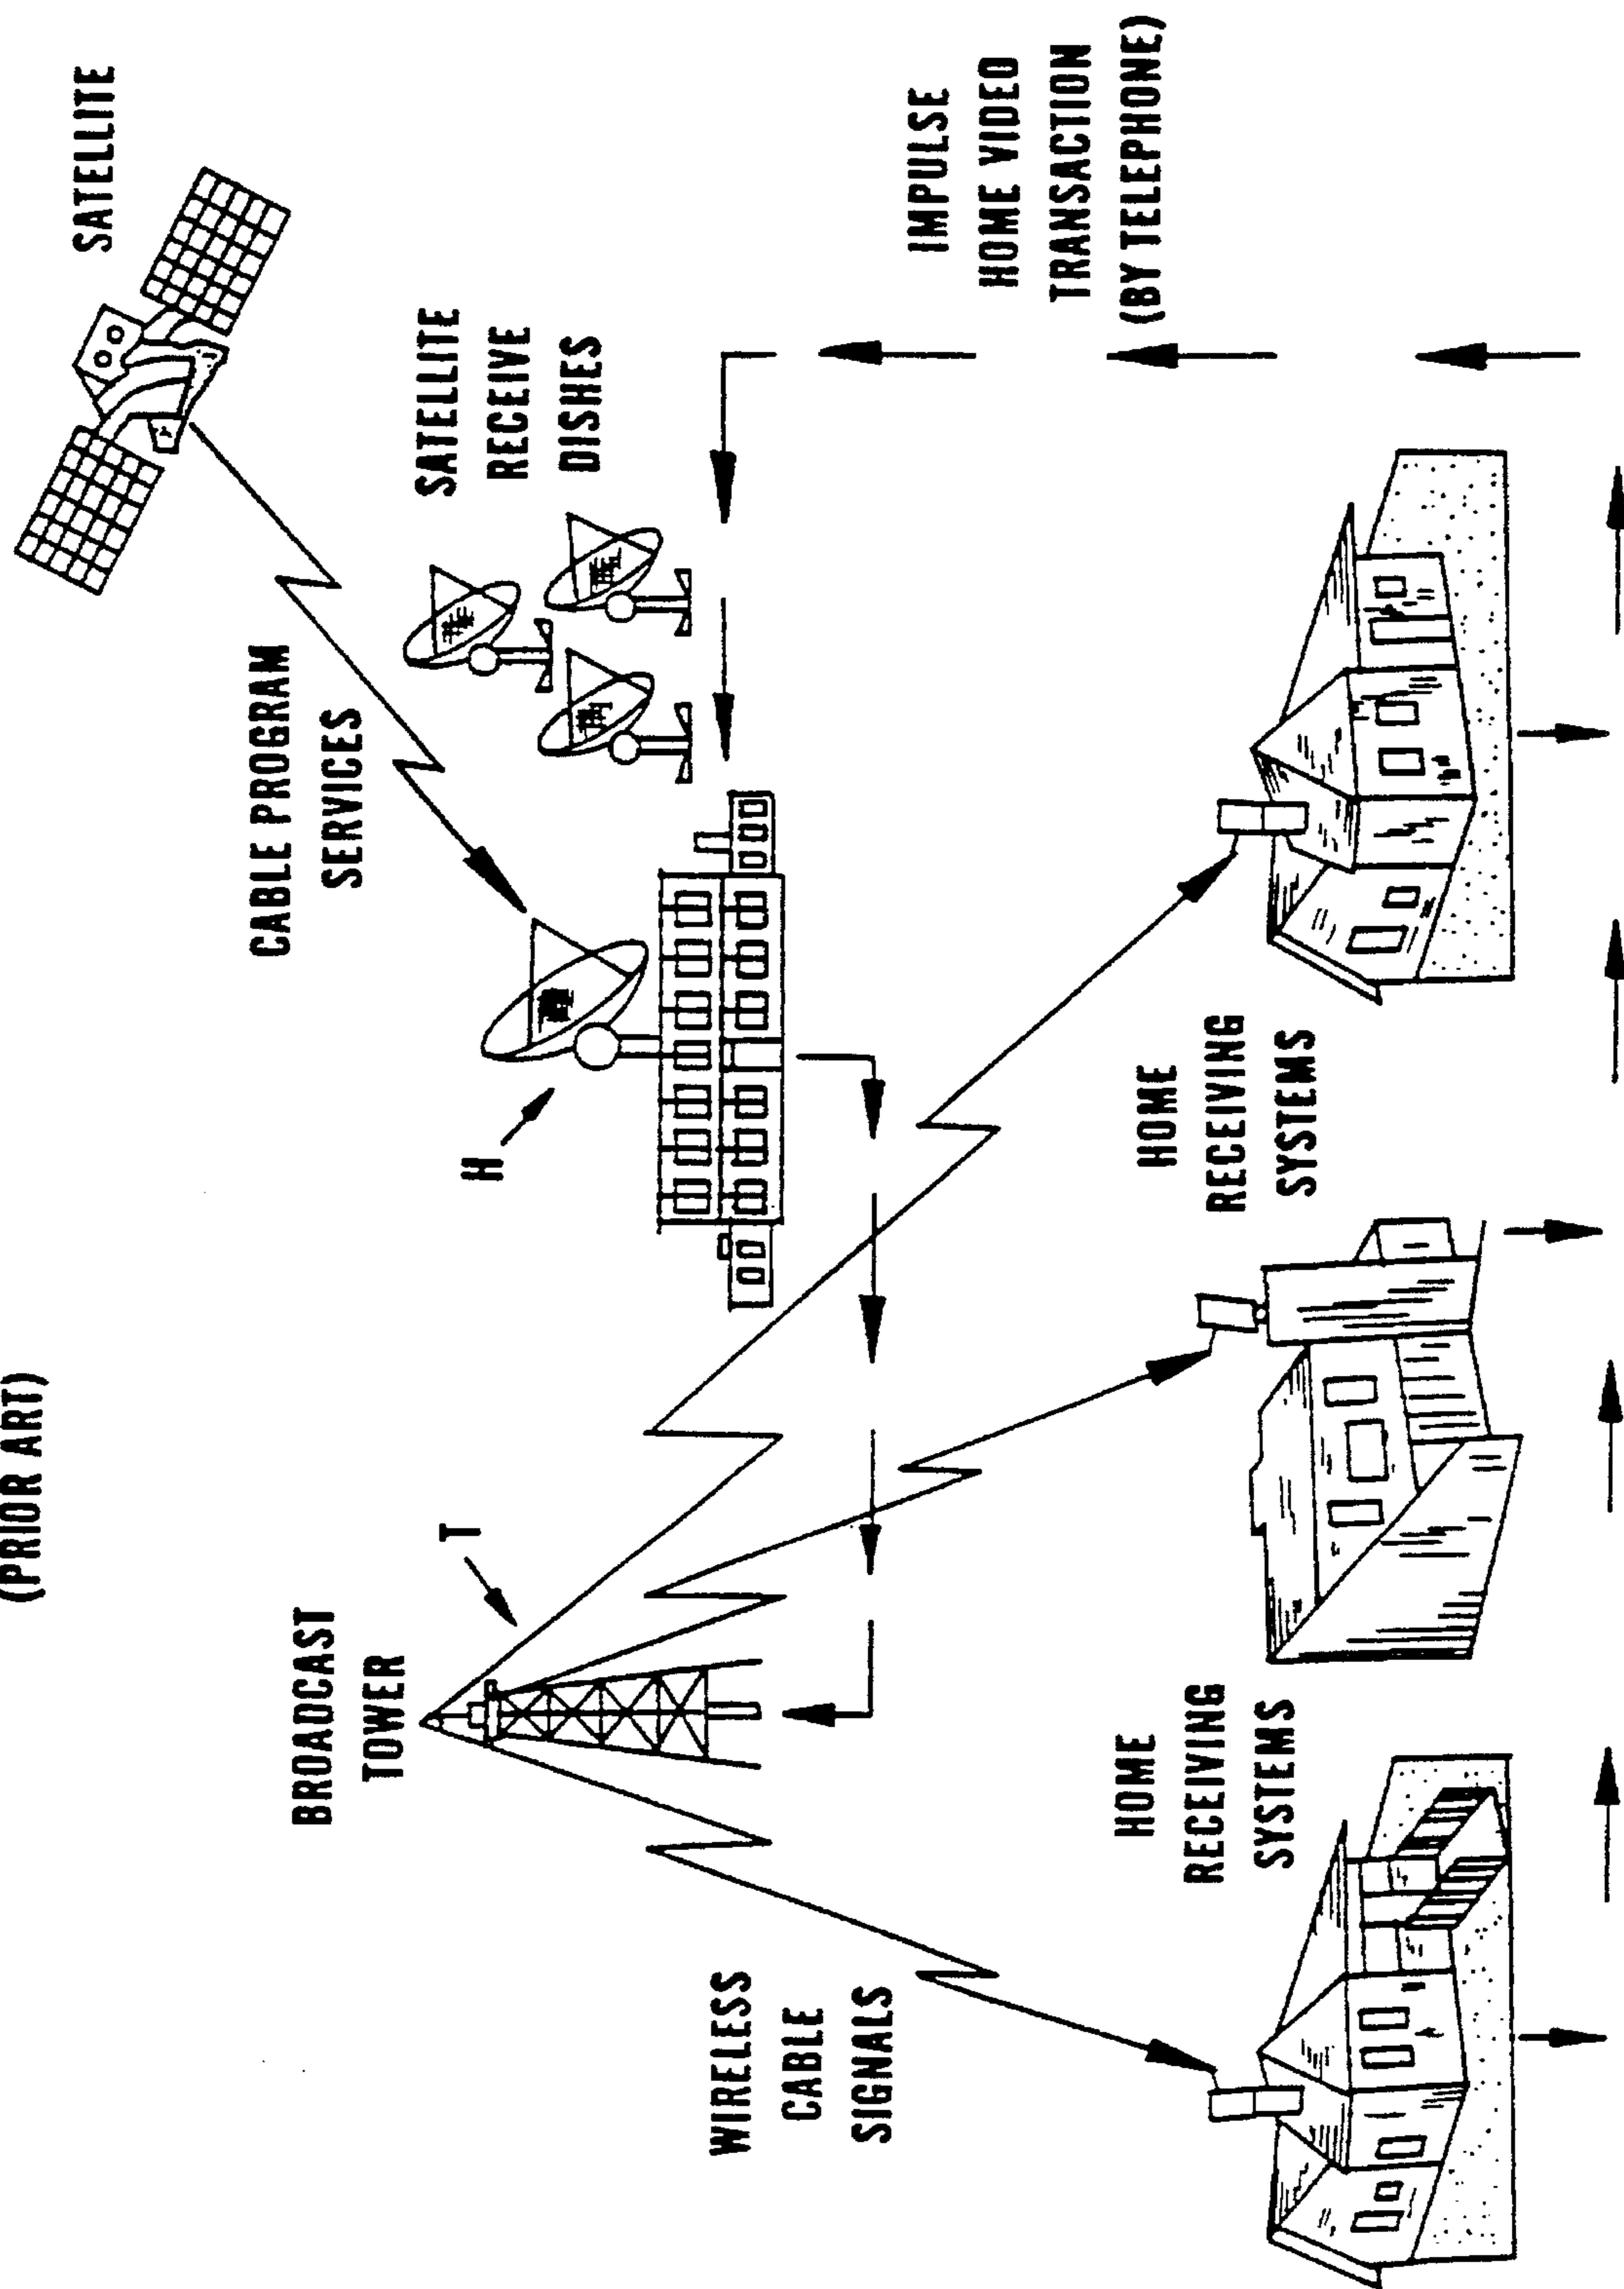 (PRIOR ART)
SATELLITE
CABLE PROGRAM
SERVICES
SATELLITE
RECEIVE
DISHES
BROADCAST
TOWER
T
H
WIRELESS
CABLE
SIGNALS
IMPULSE
HOME VIDEO
TRANSACTION
(BY TELEPHONE)
HOME
RECEIVING
SYSTEMS
HOME
RECEIVING
SYSTEMS